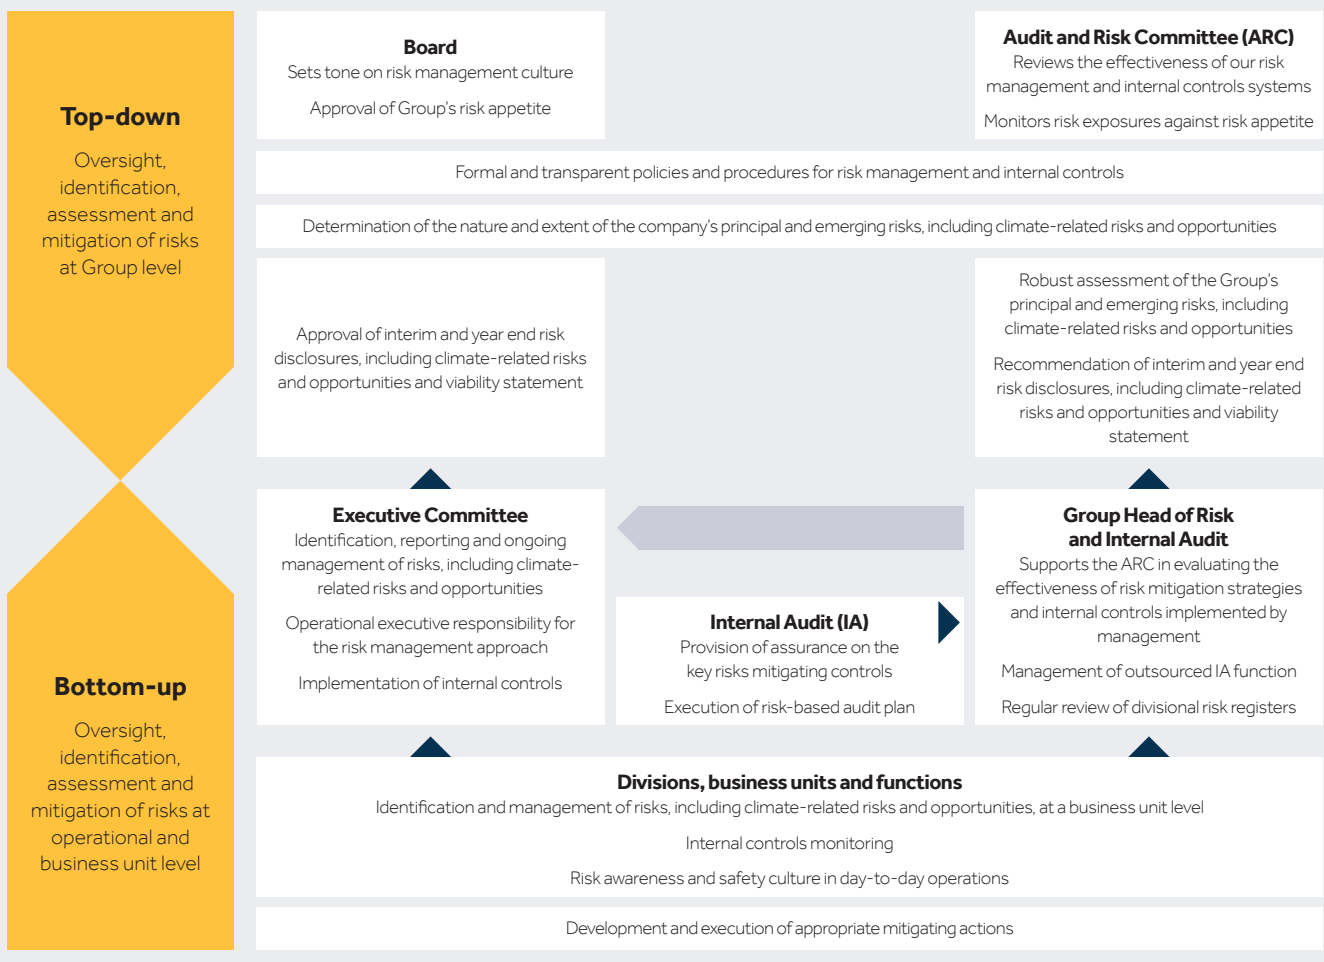 Top-down
Oversight,
identification,
assessment and
mitigation of risks
at Group level
Board
Sets tone on risk management culture
Approval of Group's risk appetite
Audit and Risk Committee (ARC)
Reviews the effectiveness of our risk
management and internal controls systems
Monitors risk exposures against risk appetite
Formal and transparent policies and procedures for risk management and internal controls
Determination of the nature and extent of the company's principal and emerging risks, including climate-related risks and opportunities
Approval of interim and year end risk
disclosures, including climate-related risks
and opportunities and viability statement
Robust assessment of the Group's
principal and emerging risks, including
climate-related risks and opportunities
Recommendation of interim and year end
risk disclosures, including climate-related
risks and opportunities and viability
statement
Bottom-up
Oversight,
identification,
assessment and
mitigation of risks at
operational and
business unit level
Executive Committee
Identification, reporting and ongoing
management of risks, including climate-
related risks and opportunities
Operational executive responsibility for
the risk management approach
Implementation of internal controls
Internal Audit (IA)
Provision of assurance on the
key risks mitigating controls
Execution of risk-based audit plan
Group Head of Risk
and Internal Audit
Supports the ARC in evaluating the
effectiveness of risk mitigation strategies
and internal controls implemented by
management
Management of outsourced IA function
Regular review of divisional risk registers
Divisions, business units and functions
Identification and management of risks, including climate-related risks and opportunities, at a business unit level
Internal controls monitoring
Risk awareness and safety culture in day-to-day operations
Development and execution of appropriate mitigating actions